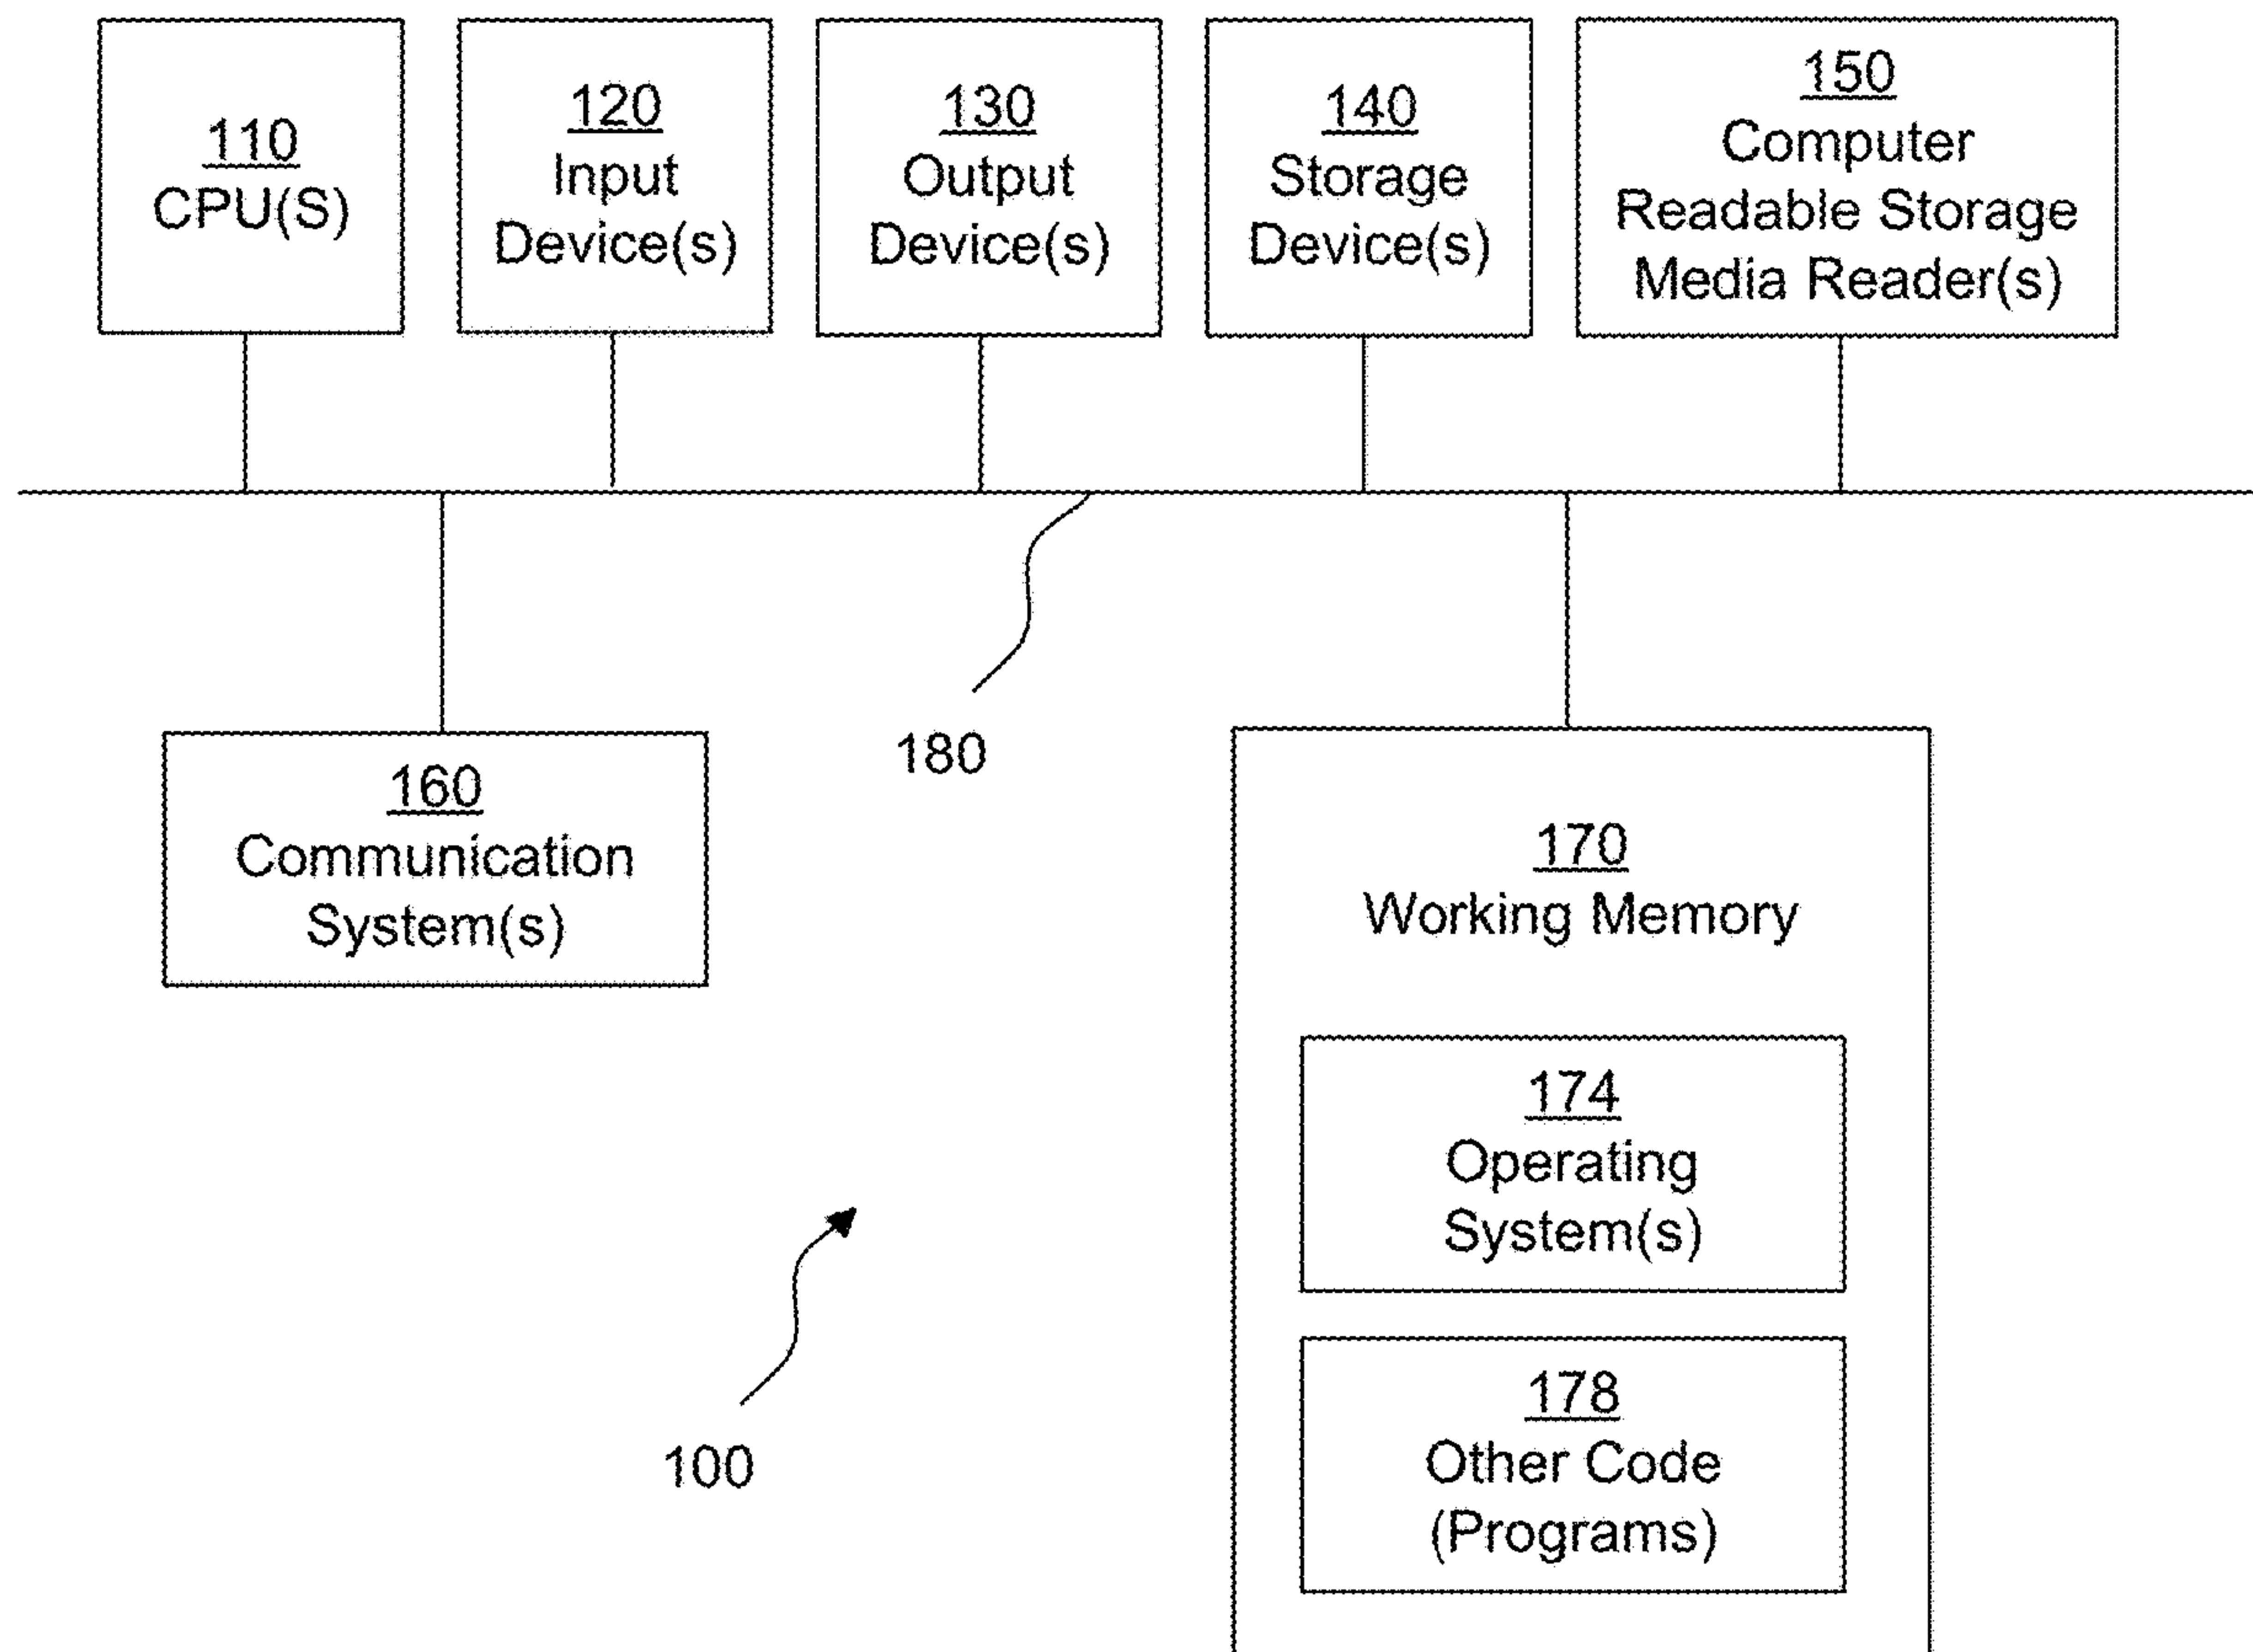 110
CPU(S)
120
Input
Device(s)
130
Output
Device(s)
140
Storage
Device(s)
150
Computer
Readable Storage
Media Reader(s)
180
160
Communication
System(s)
170
Working Memory
174
Operating
System(s)
178
Other Code
(Programs)
100